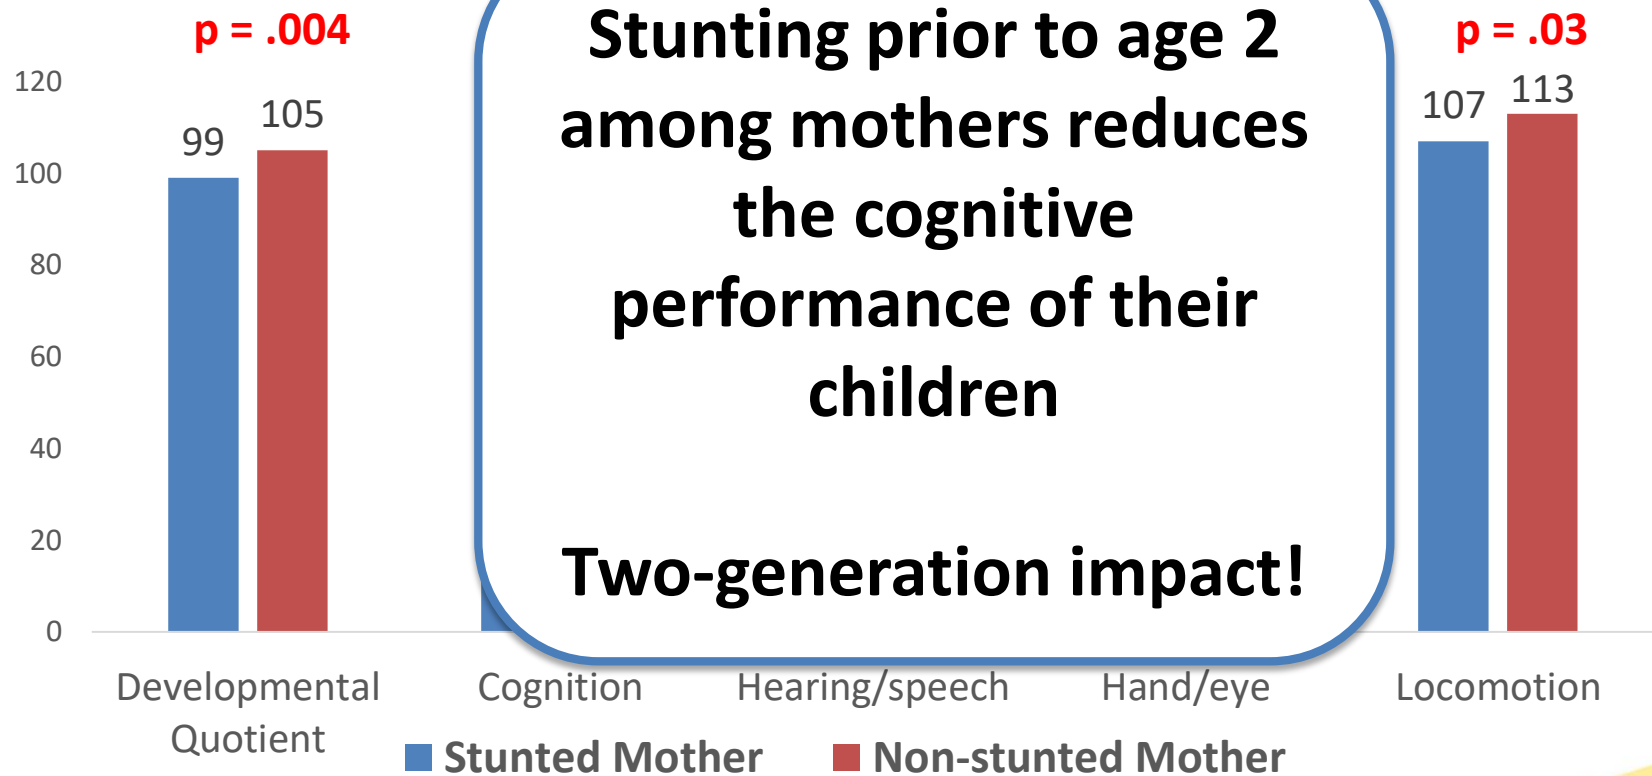 p = .004
Stunting prior to age 2
among mothers reduces
the cognitive
performance of their
children
Two-generation impact!
p = .03
120
100
80
60
40
20
0
99
105
107
113
Developmental
Quotient
Cognition
Hearing/speech
Hand/eye
Locomotion
Stunted Mother
Non-stunted Mother